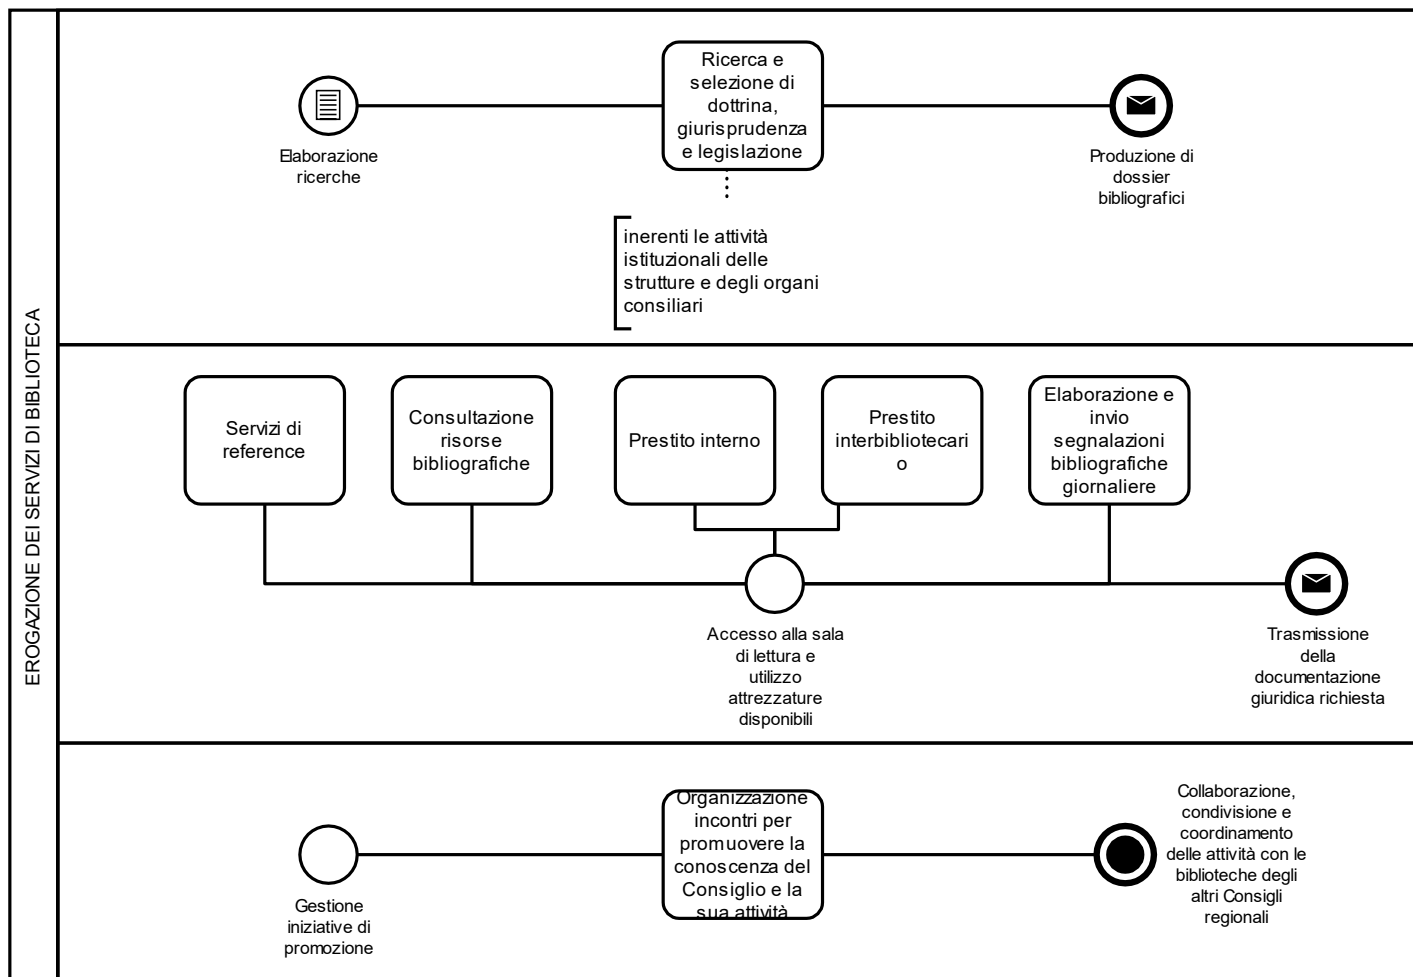 EROGAZIONE DEI SERVIZI DI BIBLIOTECA
Ricerca e
selezione di
dottrina,
giurisprudenza
e legislazione
Elaborazione
ricerche
Produzione di
dossier
bibliografici
inerenti le attività
istituzionali delle
strutture e degli organi
consiliari
Servizi di
reference
Consultazione
risorse
bibliografiche
Prestito interno
Prestito
interbibliotecari
o
Elaborazione e
invio
segnalazioni
bibliografiche
giornaliere
Accesso alla sala
di lettura e
utilizzo
attrezzature
disponibili
Trasmissione
della
documentazione
giuridica richiesta
Gestione
iniziative di
promozione
Organizzazione
incontri per
promuovere la
conoscenza del
Consiglio e la
sua attività
Collaborazione,
condivisione e
coordinamento
delle attività con le
biblioteche degli
altri Consigli
regionali